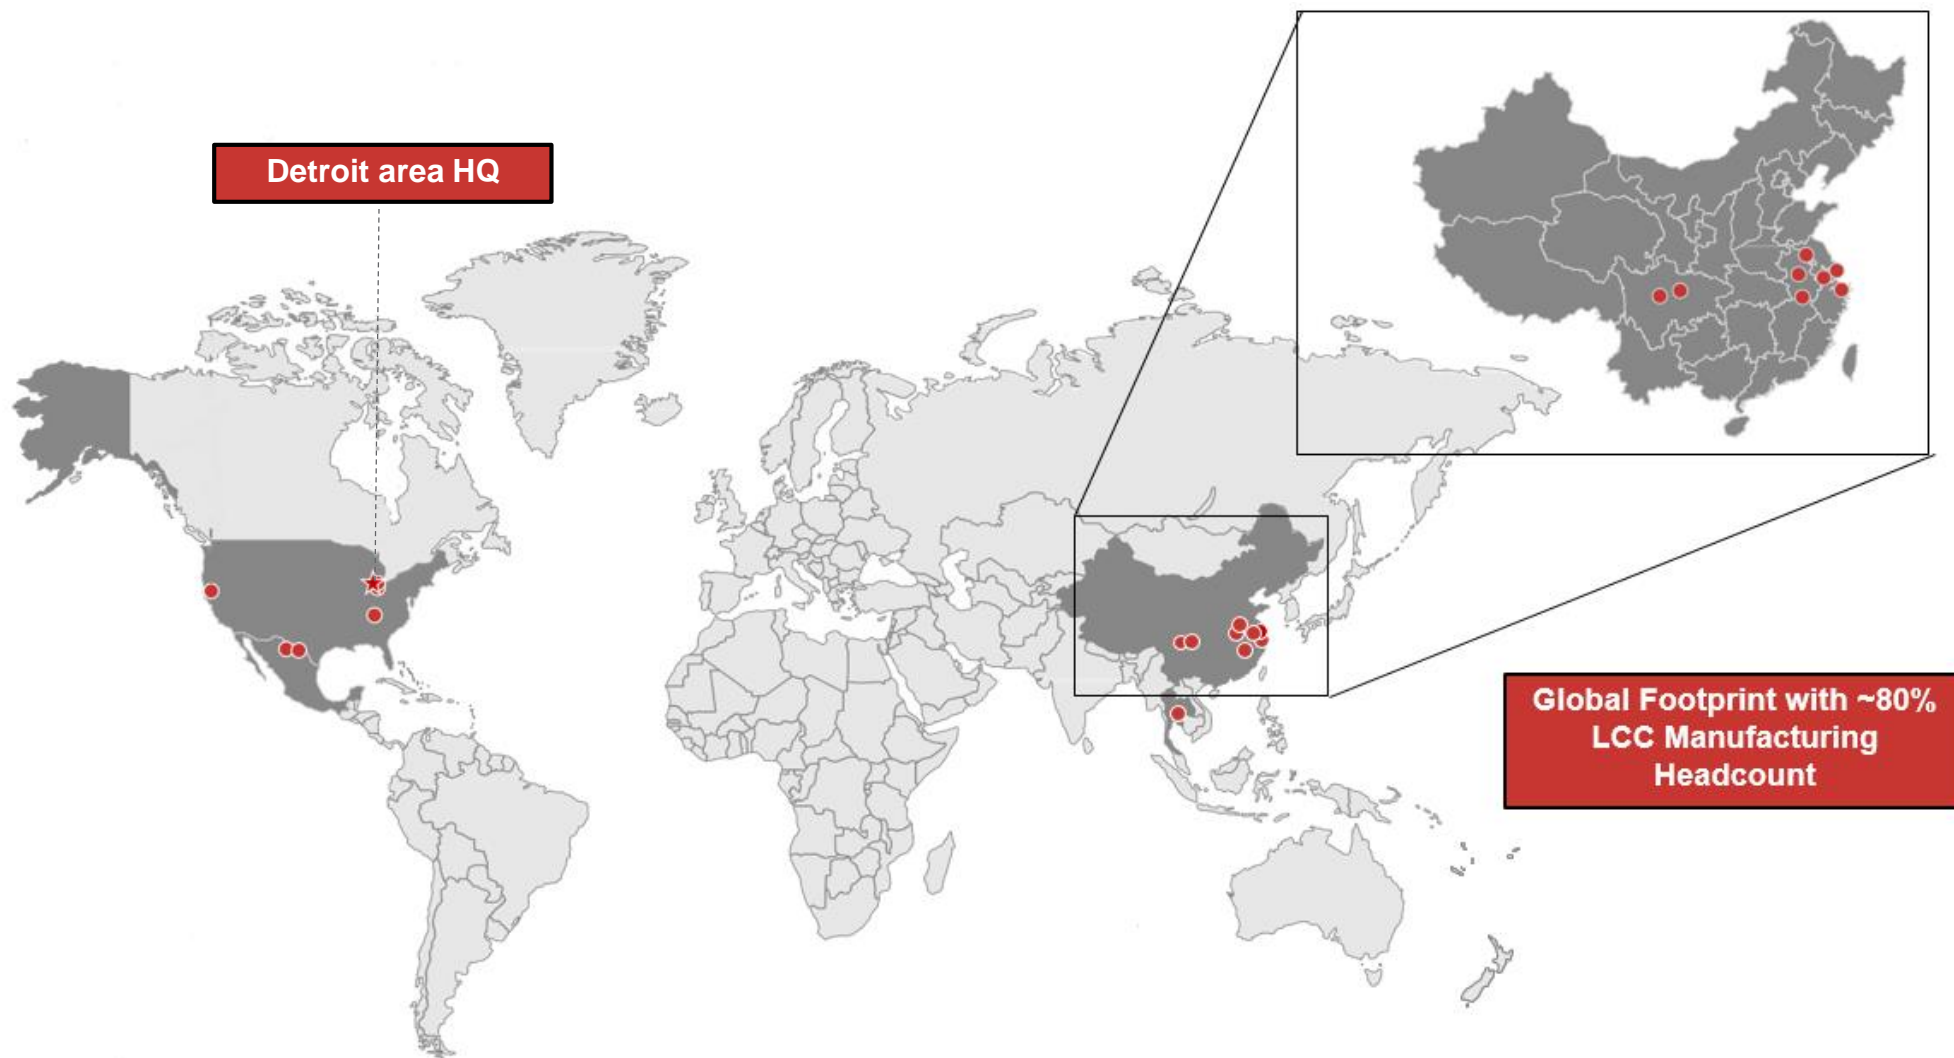 Detroit area HQ
Global Footprint with ~80%
LCC Manufacturing
Headcount